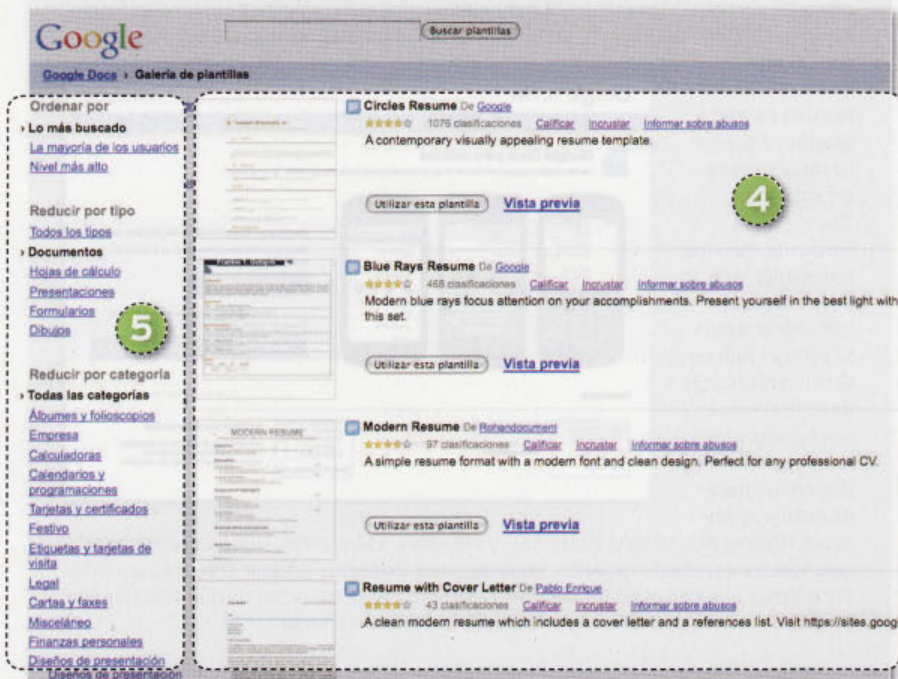 Google
Buscar plantillas
Google Docs › Galería de plantillas
Ordenar por
› Lo más buscado
La mayoría de los usuarios
Nivel más alto
Reducir por tipo
Todos los tipos
› Documentos
Hojas de cálculo
Presentaciones
Formularios
Dibujos
5
Reducir por categoría
› Todas las categorías
Álbumes y folioscopios
Empresa
Calculadoras
Calendarios y
programaciones
Tarjetas y certificados
Festivo
Etiquetas y tarjetas de
visita
Legal
Cartas y faxes
Misceláneo
Finanzas personales
Diseños de presentación
Diseños de presentación
4
Circles Resume De Google
1076 clasificaciones Calificar Incrustar Informar sobre abusos
A contemporary visually appealing resume template.
Utilizar esta plantilla Vista previa
Blue Rays Resume De Google
468 clasificaciones Calificar Incrustar Informar sobre abusos
Modern blue rays focus attention on your accomplishments. Present yourself in the best light with
this set.
Utilizar esta plantilla Vista previa
MODERN RESUME
Modern Resume De Rohandocument
97 clasificaciones Calificar Incrustar Informar sobre abusos
A simple resume format with a modern font and clean design. Perfect for any professional CV.
Utilizar esta plantilla Vista previa
Resume with Cover Letter De Pablo Enrique
43 clasificaciones Calificar Incrustar Informar sobre abusos
A clean modern resume which includes a cover letter and a references list. Visit https://sites.goog